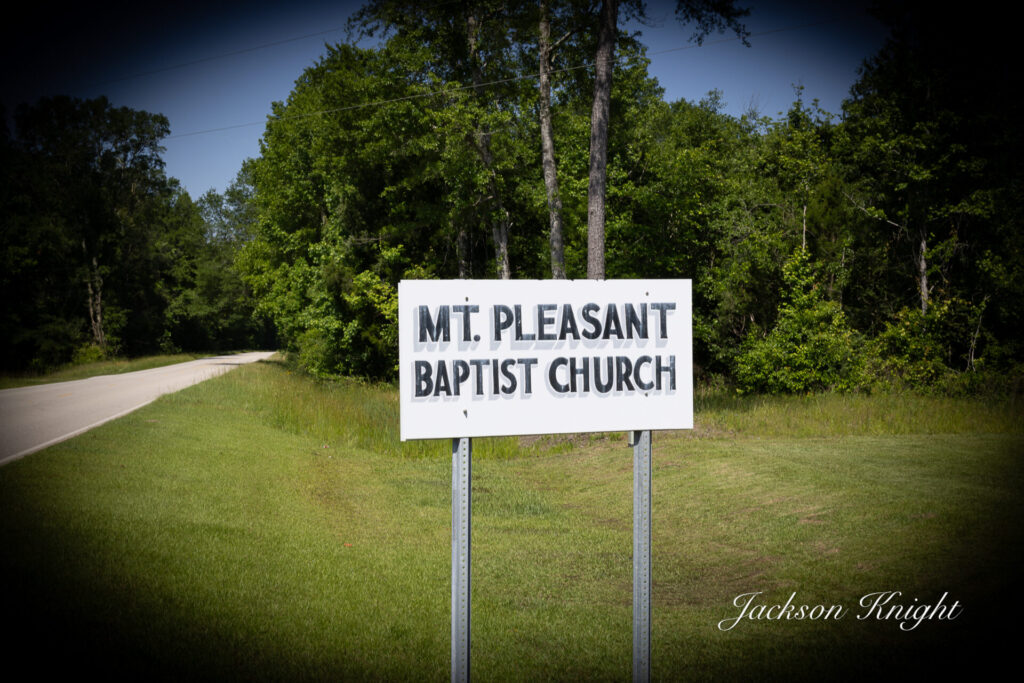 MT. PLEASANT
BAPTIST CHURCH
Jackson Knight